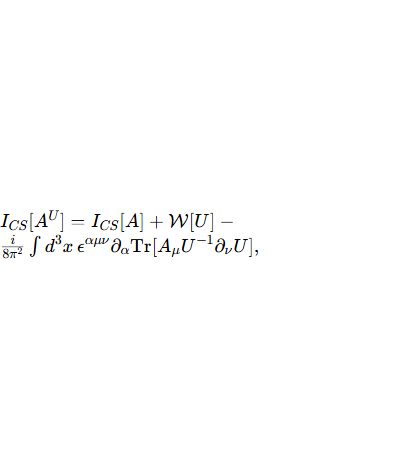 $I_{CS}[A^U] = I_{CS}[A] + \mathcal{W}[U] -$
$\frac{i}{8\pi^2} \int d^3x\, \epsilon^{\alpha\mu\nu} \partial_\alpha \mathrm{Tr}[A_\mu U^{-1} \partial_\nu U],$